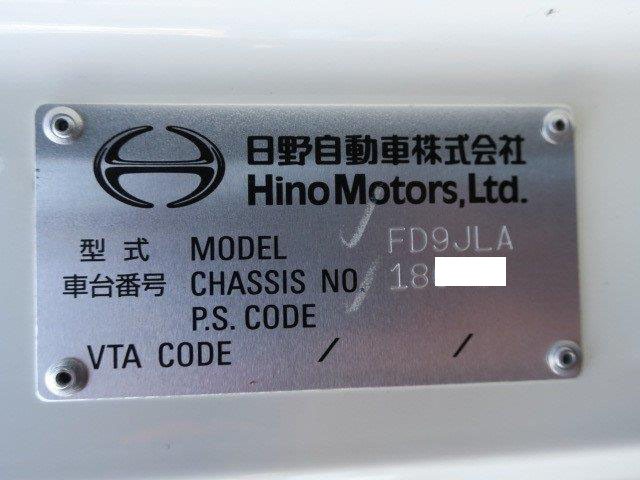 日野自動車株式会社
Hino Motors, Ltd.
型式 MODEL FD9JLA
車台番号 CHASSIS NO. 18
P.S. CODE
VTA CODE / /